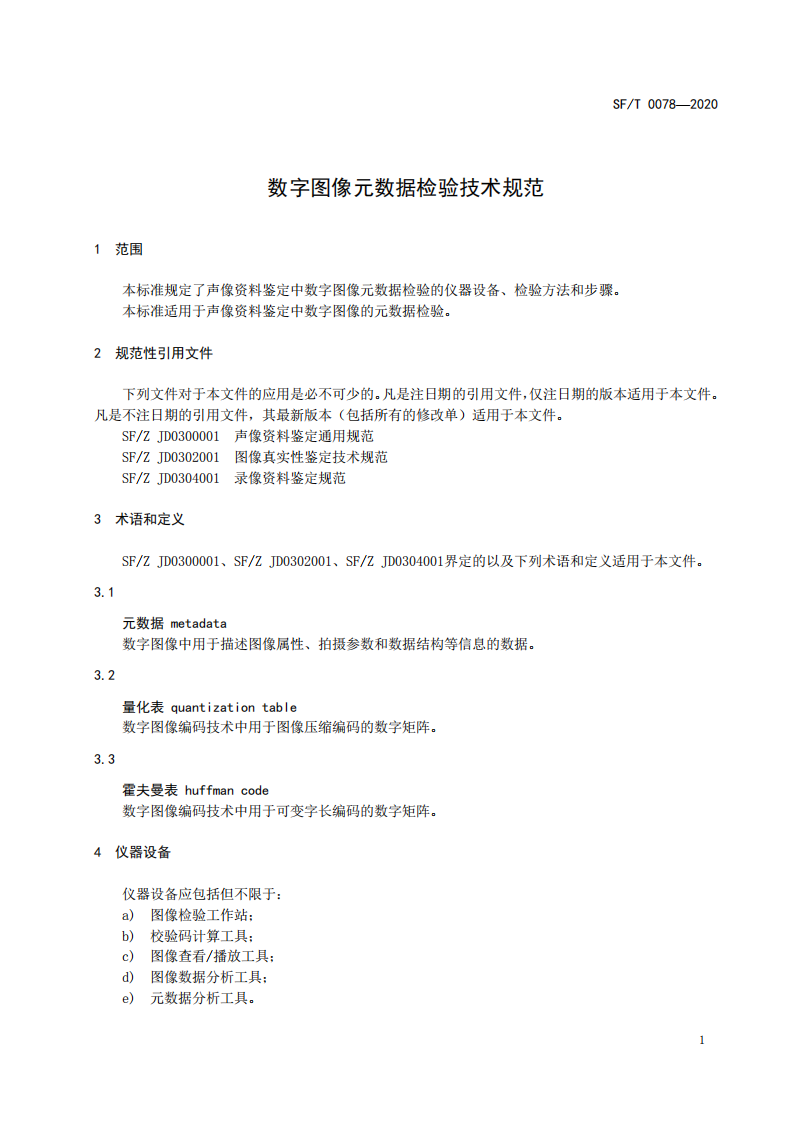 SF/T 0078—2020
数字图像元数据检验技术规范
1 范围
本标准规定了声像资料鉴定中数字图像元数据检验的仪器设备、检验方法和步骤。
本标准适用于声像资料鉴定中数字图像的元数据检验。
2 规范性引用文件
下列文件对于本文件的应用是必不可少的。凡是注日期的引用文件,仅注日期的版本适用于本文件。
凡是不注日期的引用文件，其最新版本（包括所有的修改单）适用于本文件。
SF/Z JD0300001 声像资料鉴定通用规范
SF/Z JD0302001 图像真实性鉴定技术规范
SF/Z JD0304001 录像资料鉴定规范
3 术语和定义
SF/Z JD0300001、SF/Z JD0302001、SF/Z JD0304001界定的以及下列术语和定义适用于本文件。
3.1
元数据 metadata
数字图像中用于描述图像属性、拍摄参数和数据结构等信息的数据。
3.2
量化表 quantization table
数字图像编码技术中用于图像压缩编码的数字矩阵。
3.3
霍夫曼表 huffman code
数字图像编码技术中用于可变字长编码的数字矩阵。
4 仪器设备
仪器设备应包括但不限于:
a) 图像检验工作站;
b) 校验码计算工具;
c) 图像查看/播放工具;
d) 图像数据分析工具;
e) 元数据分析工具。
1